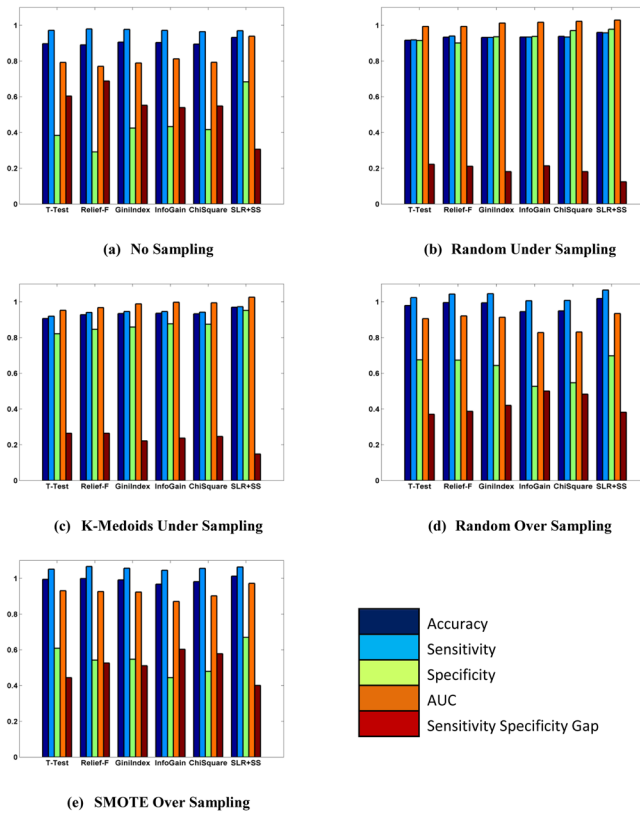 1
0.8
0.6
0.4
0.2
0
T-Test Relief-F GiniIndex InfoGain ChiSquare SLR+SS
(a) No Sampling
1
0.8
0.6
0.4
0.2
0
T-Test Relief-F GiniIndex InfoGain ChiSquare SLR+SS
(b) Random Under Sampling
1
0.8
0.6
0.4
0.2
0
T-Test Relief-F GiniIndex InfoGain ChiSquare SLR+SS
(c) K-Medoids Under Sampling
1
0.8
0.6
0.4
0.2
0
T-Test Relief-F GiniIndex InfoGain ChiSquare SLR+SS
(d) Random Over Sampling
1
0.8
0.6
0.4
0.2
0
T-Test Relief-F GiniIndex InfoGain ChiSquare SLR+SS
(e) SMOTE Over Sampling
Accuracy
Sensitivity
Specificity
AUC
Sensitivity Specificity Gap